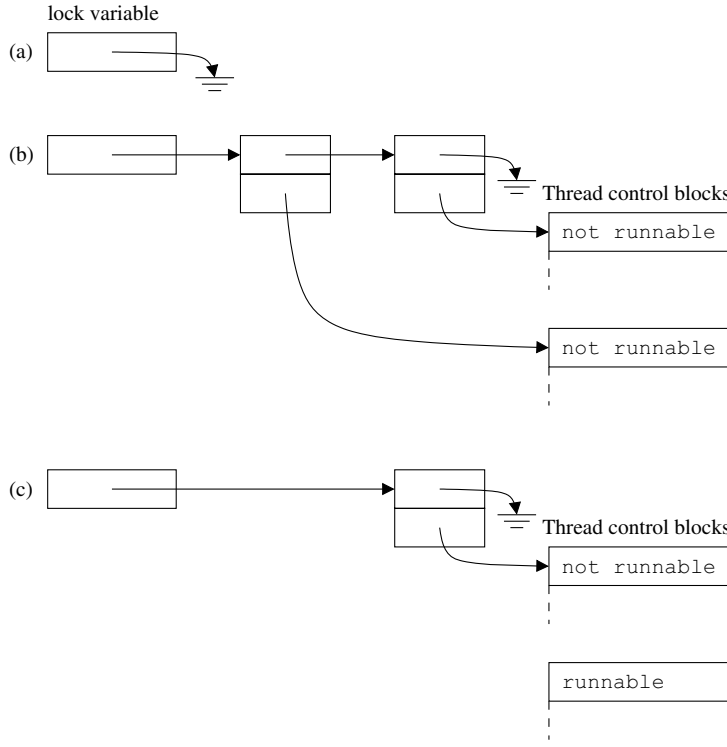 lock variable
(a)
(b)
Thread control blocks
not runnable
not runnable
(c)
Thread control blocks
not runnable
runnable